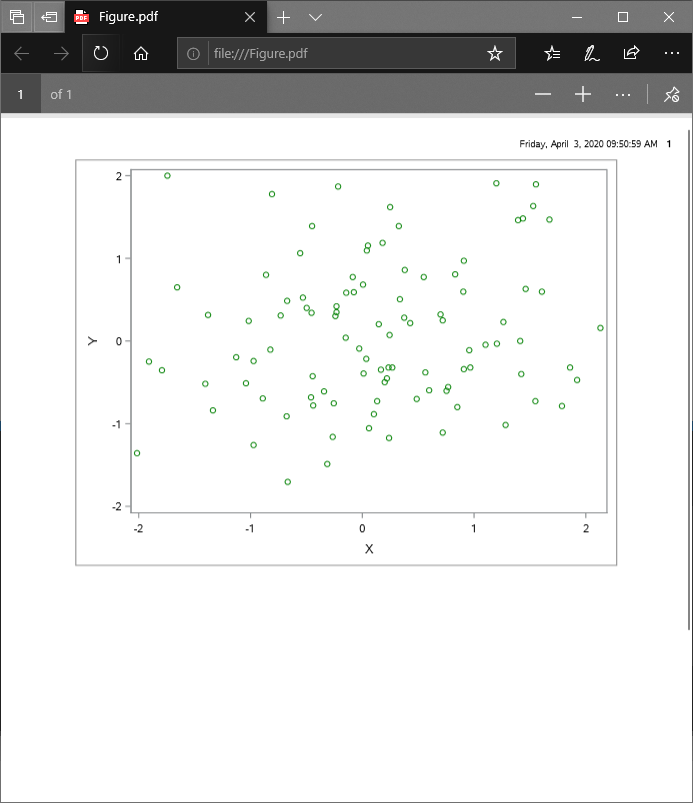 PDF Figure.pdf
file:///Figure.pdf
1 of 1
Friday, April 3, 2020 09:50:59 AM 1
2
1
0
-1
-2
Y
-2 -1 0 1 2
X